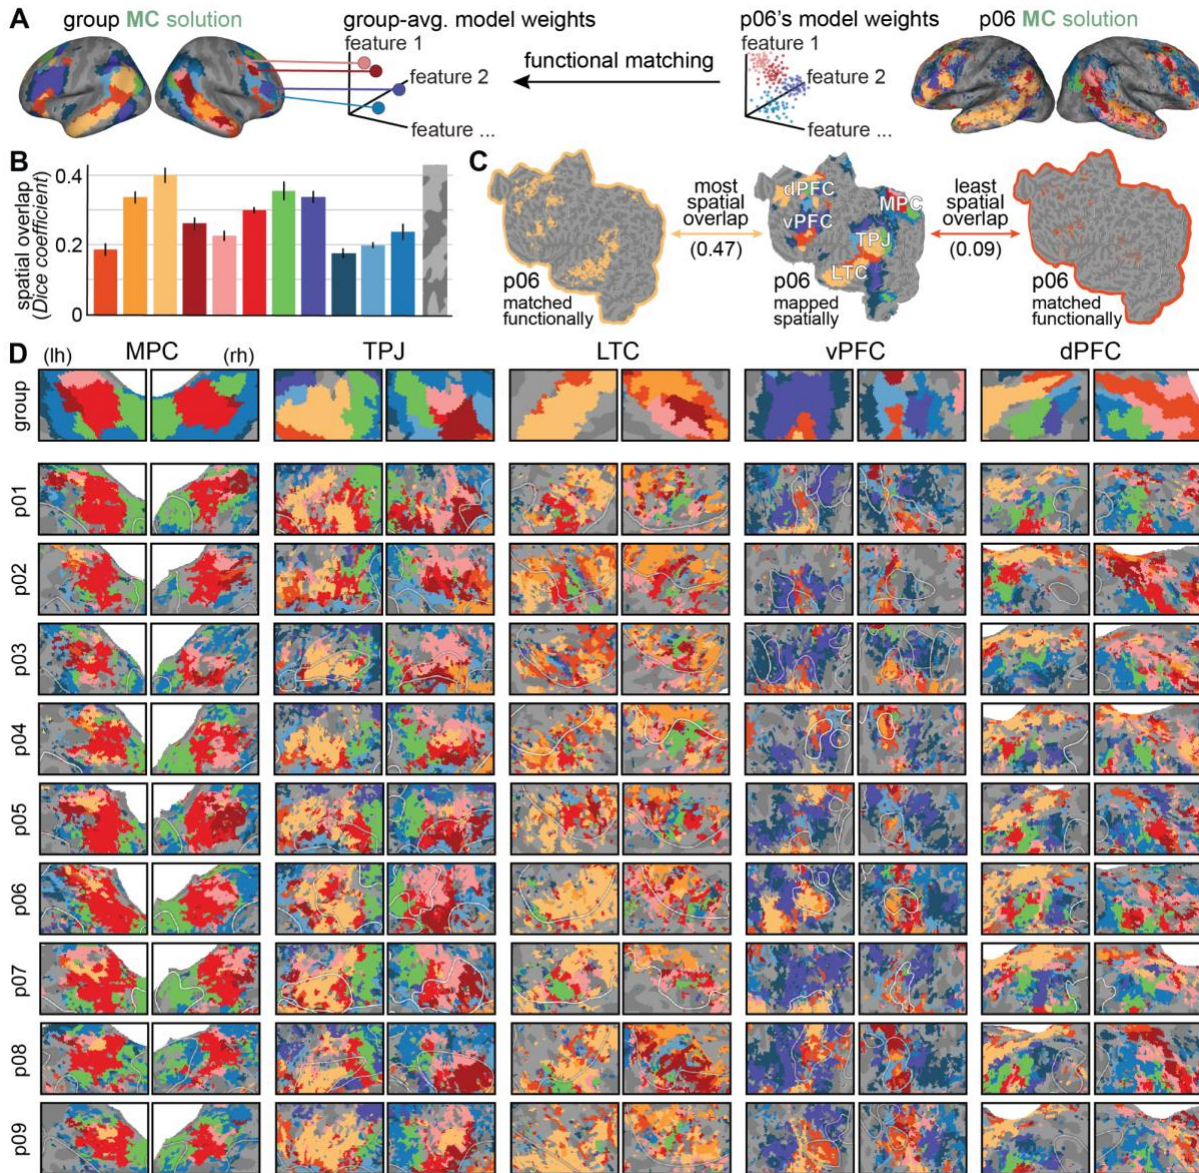 A
group MC solution
group-avg. model weights
p06's model weights
p06 MC solution
feature 1
feature 2
feature ...
functional matching
feature 1
feature 2
feature ...
B
spatial overlap
(Dice coefficient)
0.4
0.2
0
C
p06
matched
functionally
most
spatial
overlap
(0.47)
dPFC
vPFC
MPC
TPJ
LTC
p06
mapped
spatially
least
spatial
overlap
(0.09)
p06
matched
functionally
D
(lh) MPC (rh)
TPJ
LTC
vPFC
dPFC
group
p01
p02
p03
p04
p05
p06
p07
p08
p09